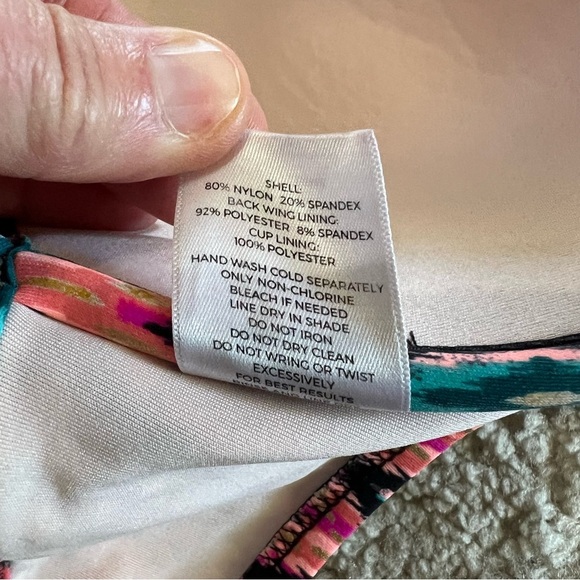 SHELL:
80% NYLON 20% SPANDEX
BACK WING LINING:
92% POLYESTER 8% SPANDEX
CUP LINING:
100% POLYESTER
HAND WASH COLD SEPARATELY
ONLY NON-CHLORINE
BLEACH IF NEEDED
LINE DRY IN SHADE
DO NOT IRON
DO NOT DRY CLEAN
DO NOT WRING OR TWIST
EXCESSIVELY
FOR BEST RESULTS